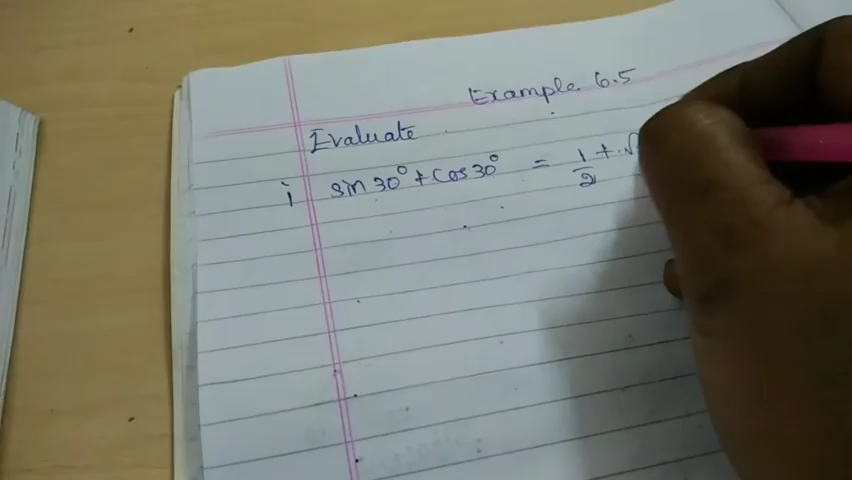 Example 6.5
Evaluate
i sin 30° + cos 30° = 1/2 + √